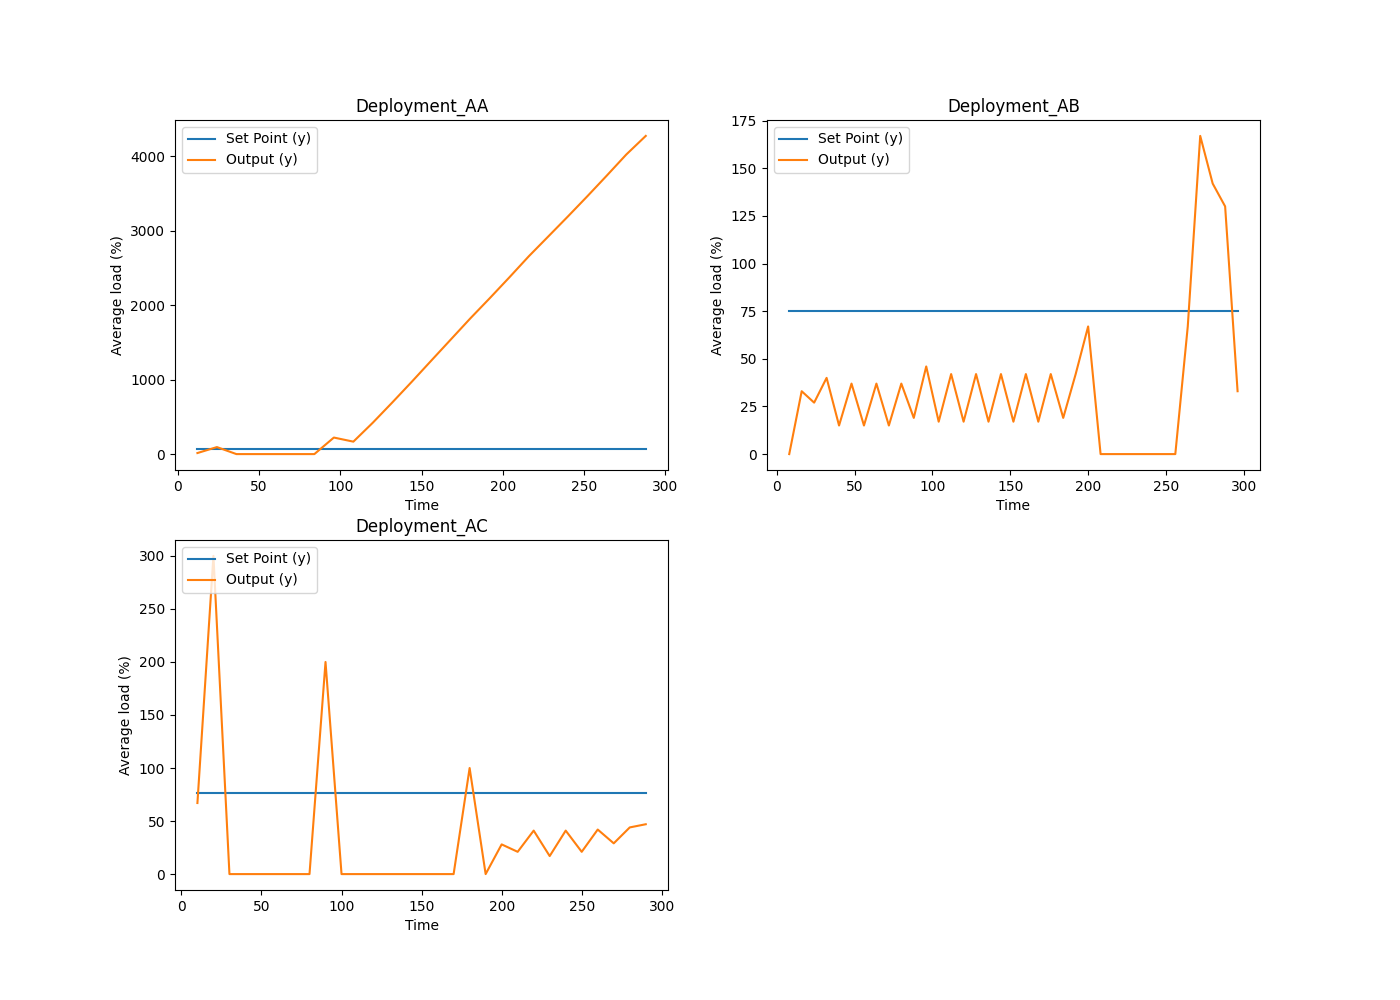 Deployment_AA
Set Point (y)
Output (y)
Average load (%)
4000
3000
2000
1000
0
0 50 100 150 200 250 300
Time
Deployment_AB
Set Point (y)
Output (y)
Average load (%)
175
150
125
100
75
50
25
0
0 50 100 150 200 250 300
Time
Deployment_AC
Set Point (y)
Output (y)
Average load (%)
300
250
200
150
100
50
0
0 50 100 150 200 250 300
Time